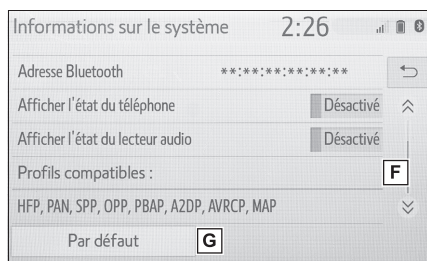 Informations sur le système 2:26
Adresse Bluetooth **:**:**:**:**:**
Afficher l'état du téléphone Désactivé
Afficher l'état du lecteur audio Désactivé
Profils compatibles :
F
HFP, PAN, SPP, OPP, PBAP, A2DP, AVRCP, MAP
Par défaut G